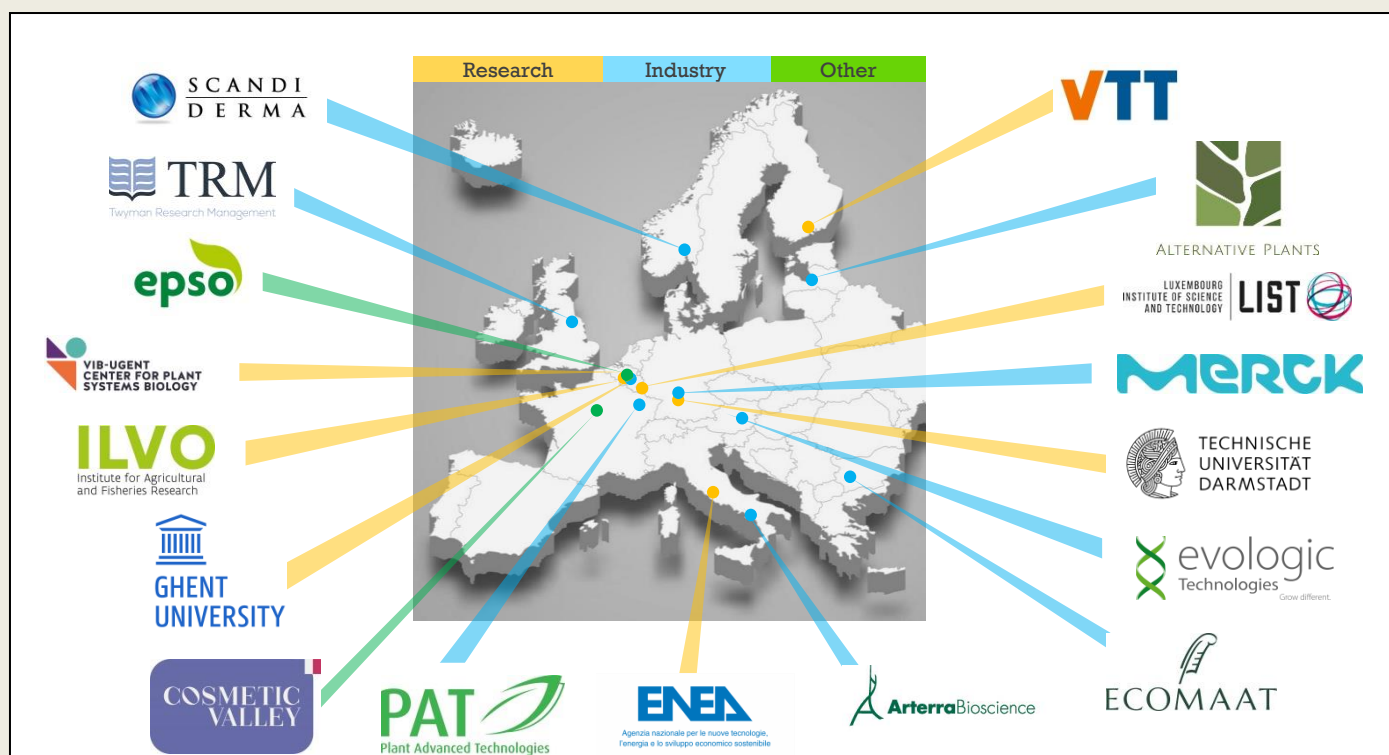 Research
Industry
Other
SCANDI
DERMA
TRM
Twyman Research Management
epso
VIB-UGENT
CENTER FOR PLANT
SYSTEMS BIOLOGY
ILVO
Institute for Agricultural
and Fisheries Research
GHENT
UNIVERSITY
COSMETIC
VALLEY
PAT
Plant Advanced Technologies
ENEA
Agenzia nazionale per le nuove tecnologie,
l'energia e lo sviluppo economico sostenibile
ArterraBioscience
VTT
ALTERNATIVE PLANTS
LUXEMBOURG
INSTITUTE OF SCIENCE
AND TECHNOLOGY
LIST
MERCK
TECHNISCHE
UNIVERSITÄT
DARMSTADT
evologic
Technologies
Grow different.
ECOMAAT